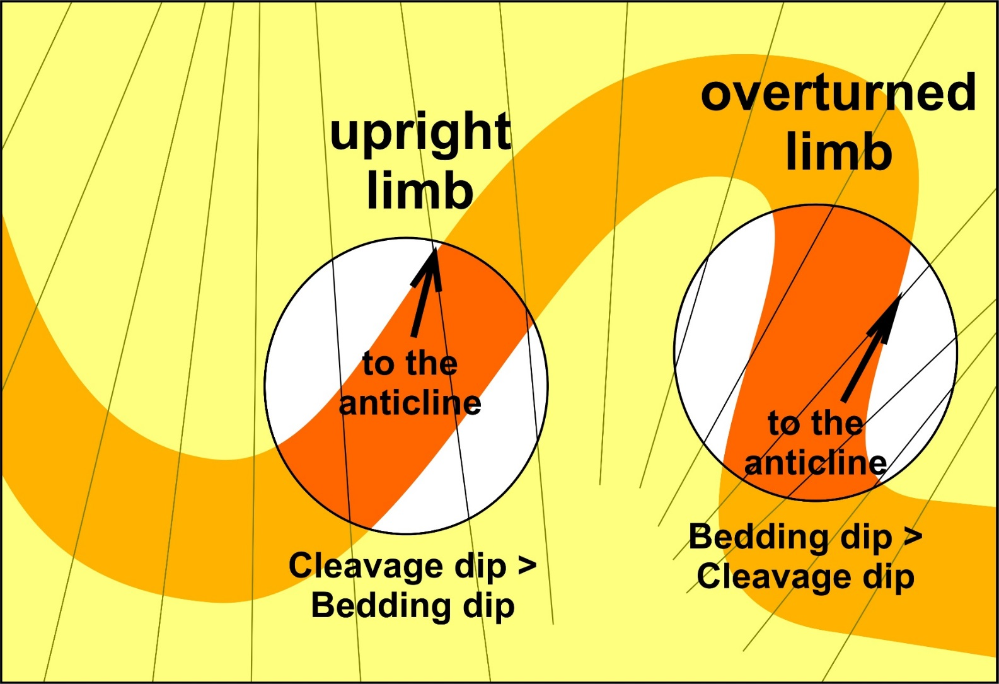 upright
limb
to the
anticline
Cleavage dip >
Bedding dip
overturned
limb
to the
anticline
Bedding dip >
Cleavage dip